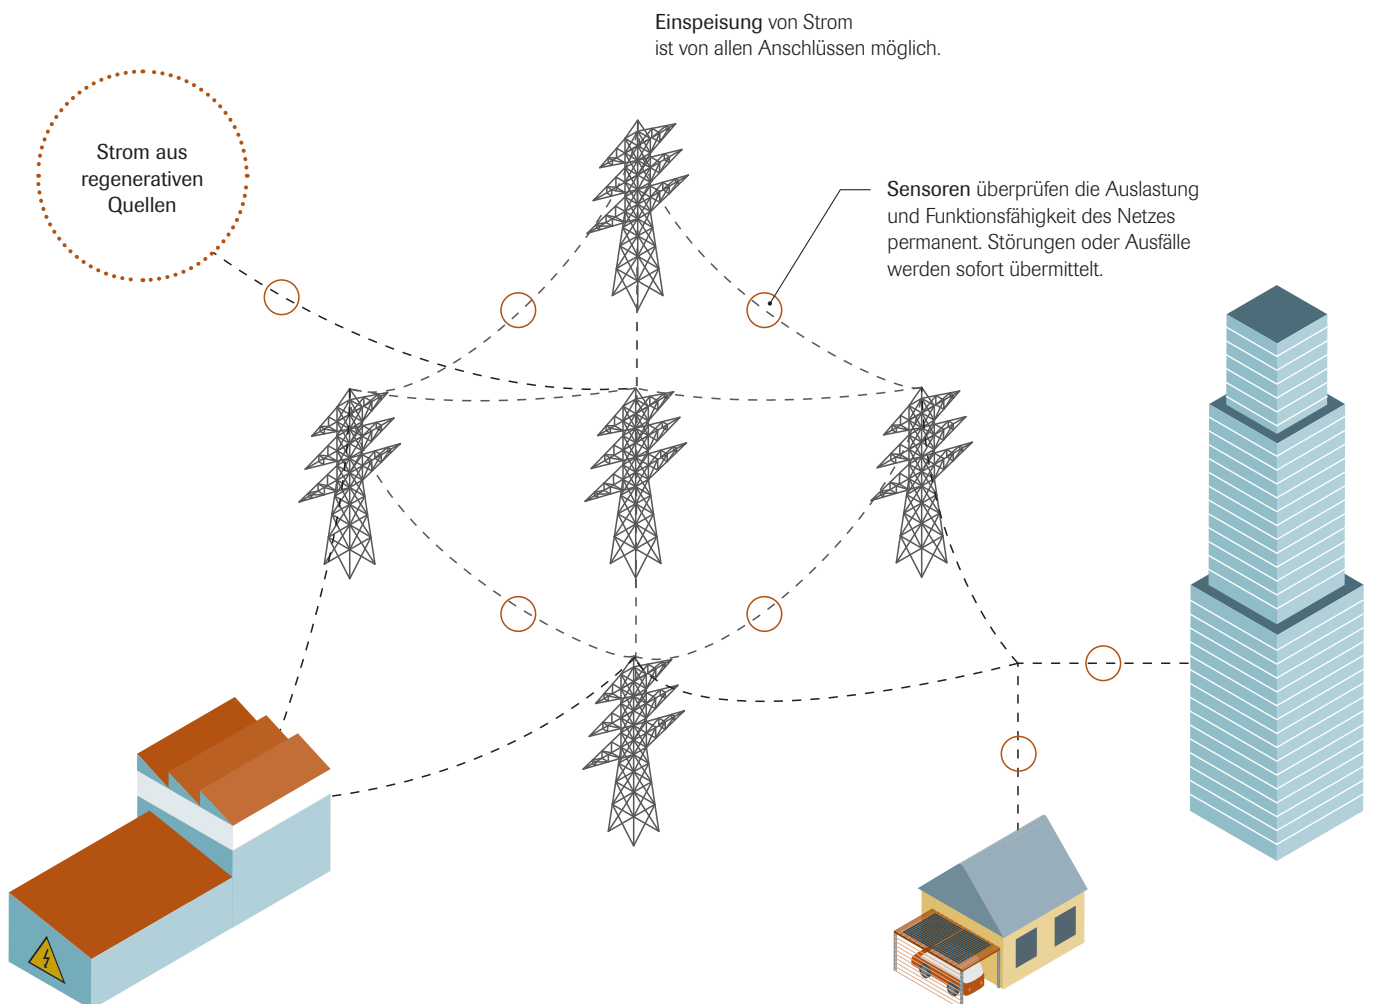 Einspeisung von Strom
ist von allen Anschlüssen möglich.
Strom aus
regenerativen
Quellen
Sensoren überprüfen die Auslastung
und Funktionsfähigkeit des Netzes
permanent. Störungen oder Ausfälle
werden sofort übermittelt.